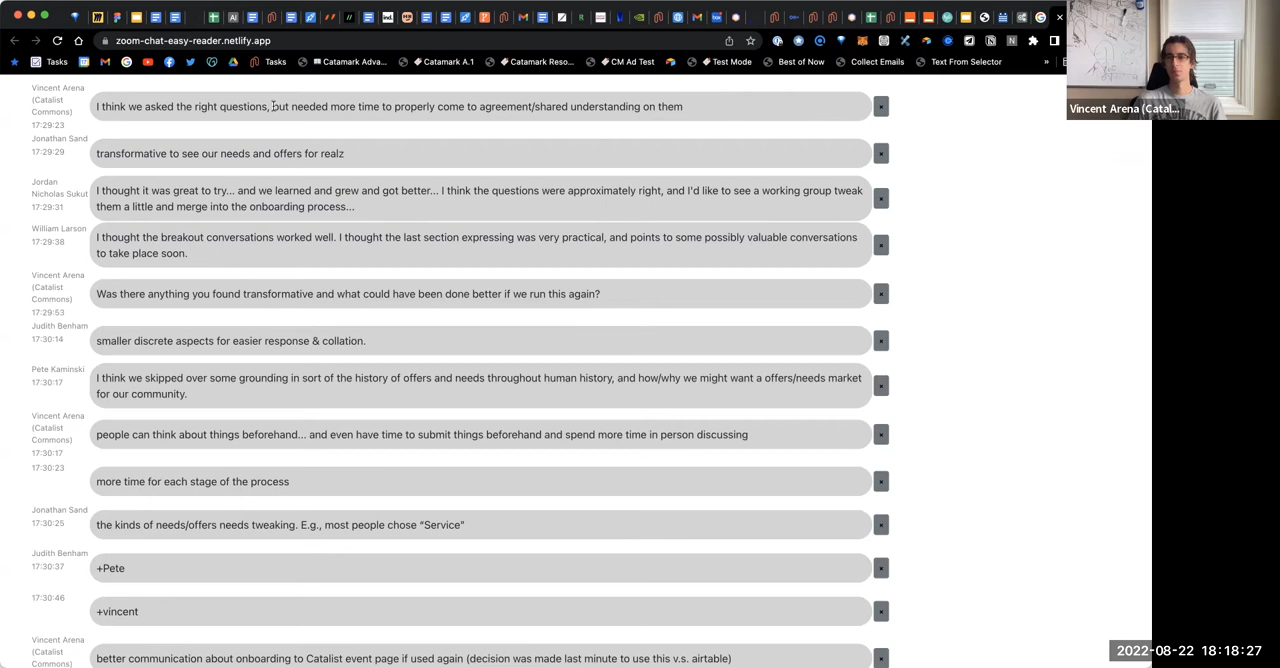 zoom-chat-easy-reader.netlify.app
Tasks
Tasks
Catamark Adva...
Catamark A.1
Catamark Reso...
CM Ad Test
Test Mode
Best of Now
Collect Emails
Text From Selector
»
Vincent Arena (Catal...
Vincent Arena
(Catalist
Commons)
17:29:23
I think we asked the right questions, but needed more time to properly come to agreement/shared understanding on them
Jonathan Sand
17:29:29
transformative to see our needs and offers for realz
Jordan
Nicholas Sukut
17:29:31
I thought it was great to try... and we learned and grew and got better... I think the questions were approximately right, and I'd like to see a working group tweak
them a little and merge into the onboarding process...
William Larson
17:29:38
I thought the breakout conversations worked well. I thought the last section expressing was very practical, and points to some possibly valuable conversations
to take place soon.
Vincent Arena
(Catalist
Commons)
17:29:53
Was there anything you found transformative and what could have been done better if we run this again?
Judith Benham
17:30:14
smaller discrete aspects for easier response & collation.
Pete Kaminski
17:30:17
I think we skipped over some grounding in sort of the history of offers and needs throughout human history, and how/why we might want a offers/needs market
for our community.
Vincent Arena
(Catalist
Commons)
17:30:17
people can think about things beforehand... and even have time to submit things beforehand and spend more time in person discussing
17:30:23
more time for each stage of the process
Jonathan Sand
17:30:25
the kinds of needs/offers needs tweaking. E.g., most people chose “Service”
Judith Benham
17:30:37
+Pete
17:30:46
+vincent
Vincent Arena
(Catalist
Commons)
better communication about onboarding to Catalist event page if used again (decision was made last minute to use this v.s. airtable)
2022-08-22 18:18:27